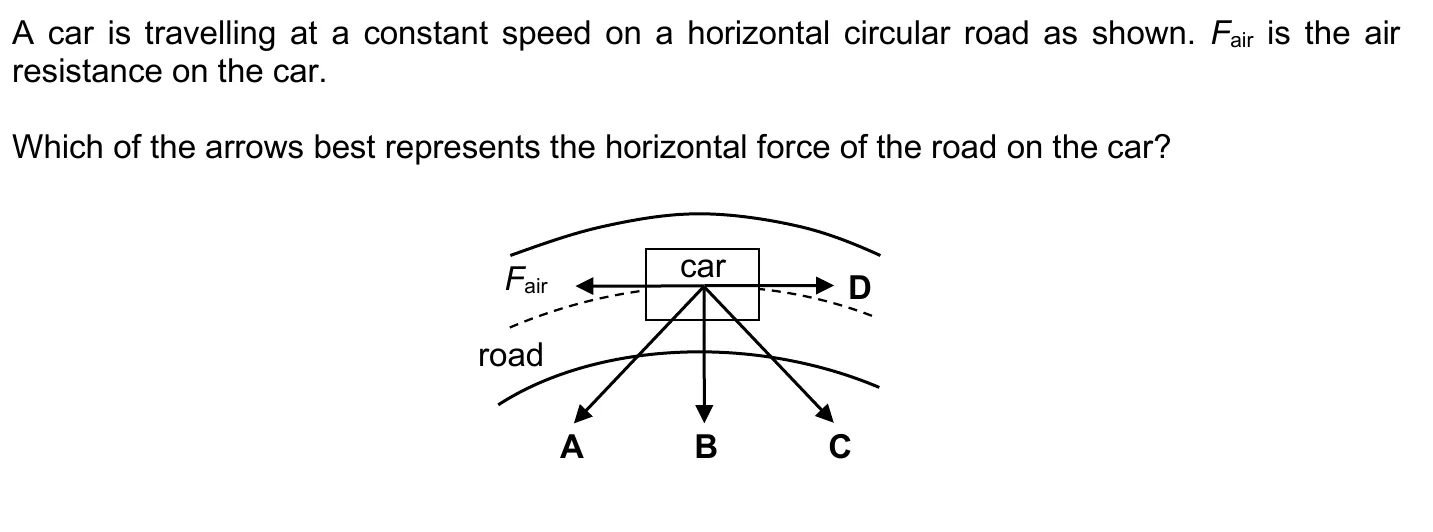 A car is travelling at a constant speed on a horizontal circular road as shown. Fair is the air
resistance on the car.
Which of the arrows best represents the horizontal force of the road on the car?
car
Fair
D
road
A
B
C